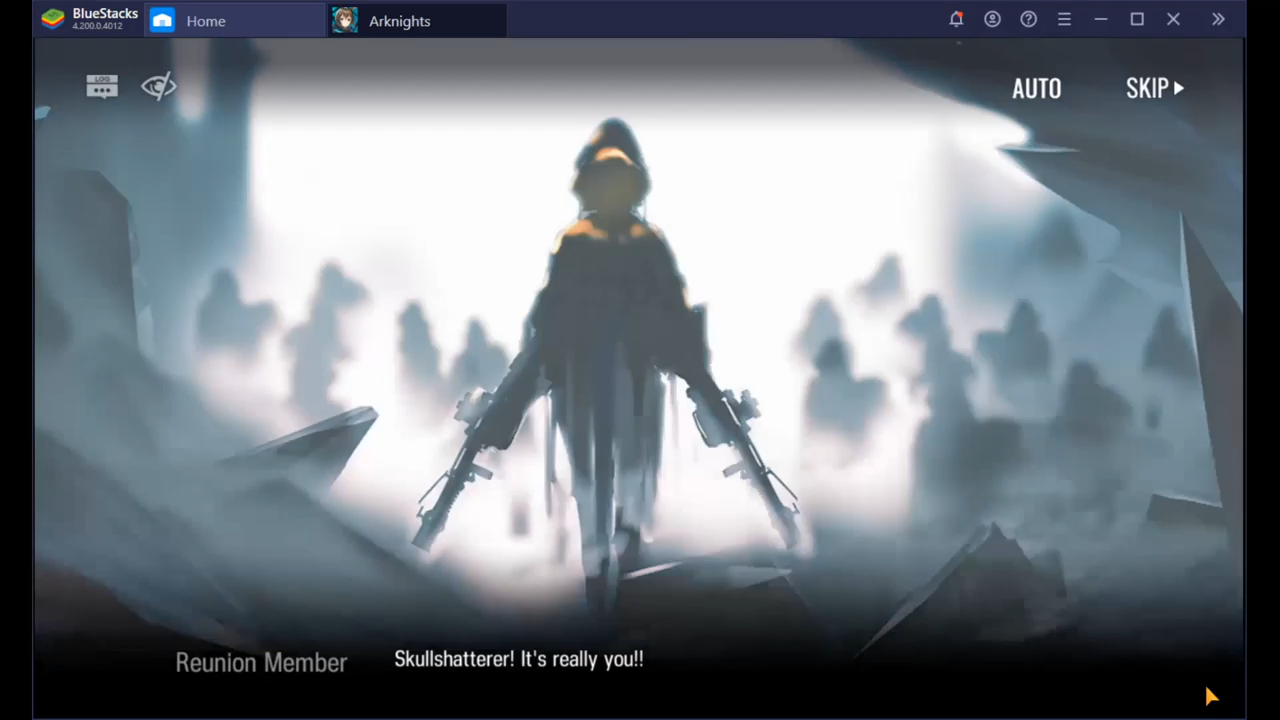 BlueStacks
4.200.0.4012
Home
Arknights
LOG
AUTO
SKIP
Reunion Member
Skullshatterer! It's really you!!